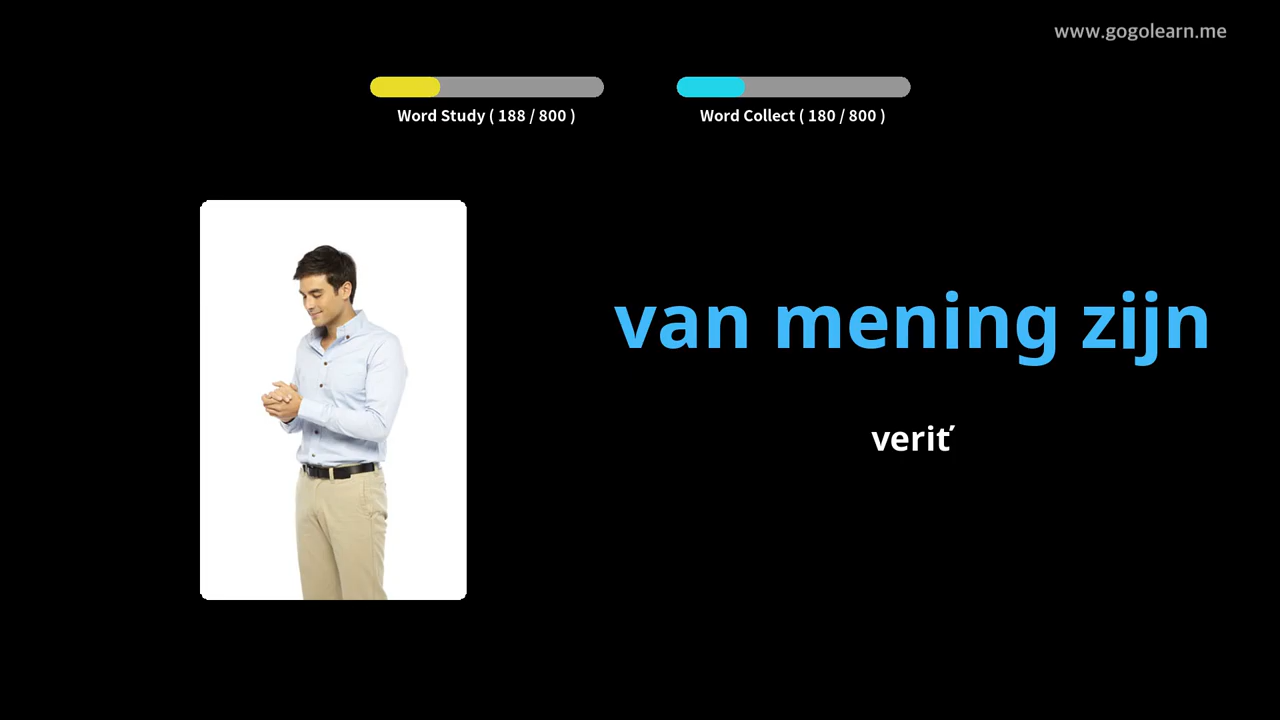 www.gogolearn.me
Word Study ( 188 / 800 )
Word Collect ( 180 / 800 )
van mening zijn
veriť